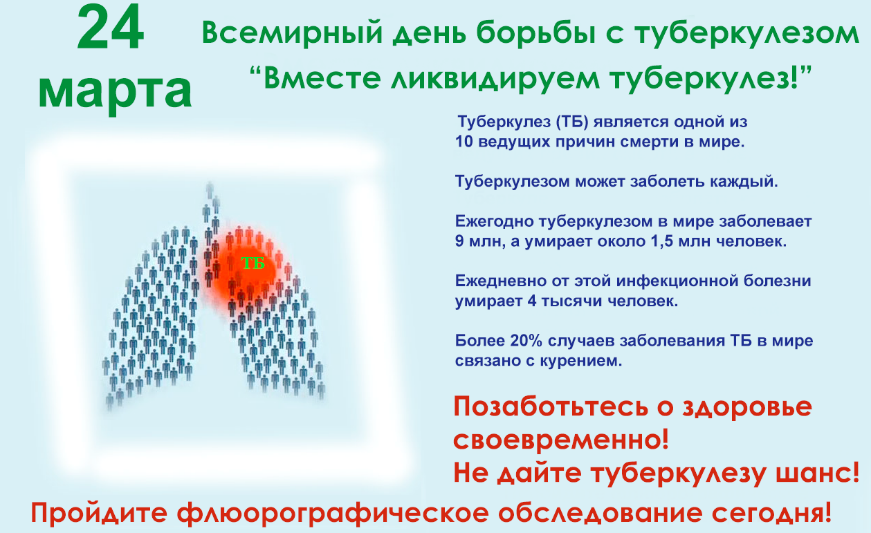 24
марта
Всемирный день борьбы с туберкулезом
“Вместе ликвидируем туберкулез!”
Туберкулез (ТБ) является одной из
10 ведущих причин смерти в мире.
Туберкулезом может заболеть каждый.
Ежегодно туберкулезом в мире заболевает
9 млн, а умирает около 1,5 млн человек.
Ежедневно от этой инфекционной болезни
умирает 4 тысячи человек.
Более 20% случаев заболевания ТБ в мире
связано с курением.
ТБ
Позаботьтесь о здоровье
своевременно!
Не дайте туберкулезу шанс!
Пройдите флюорографическое обследование сегодня!